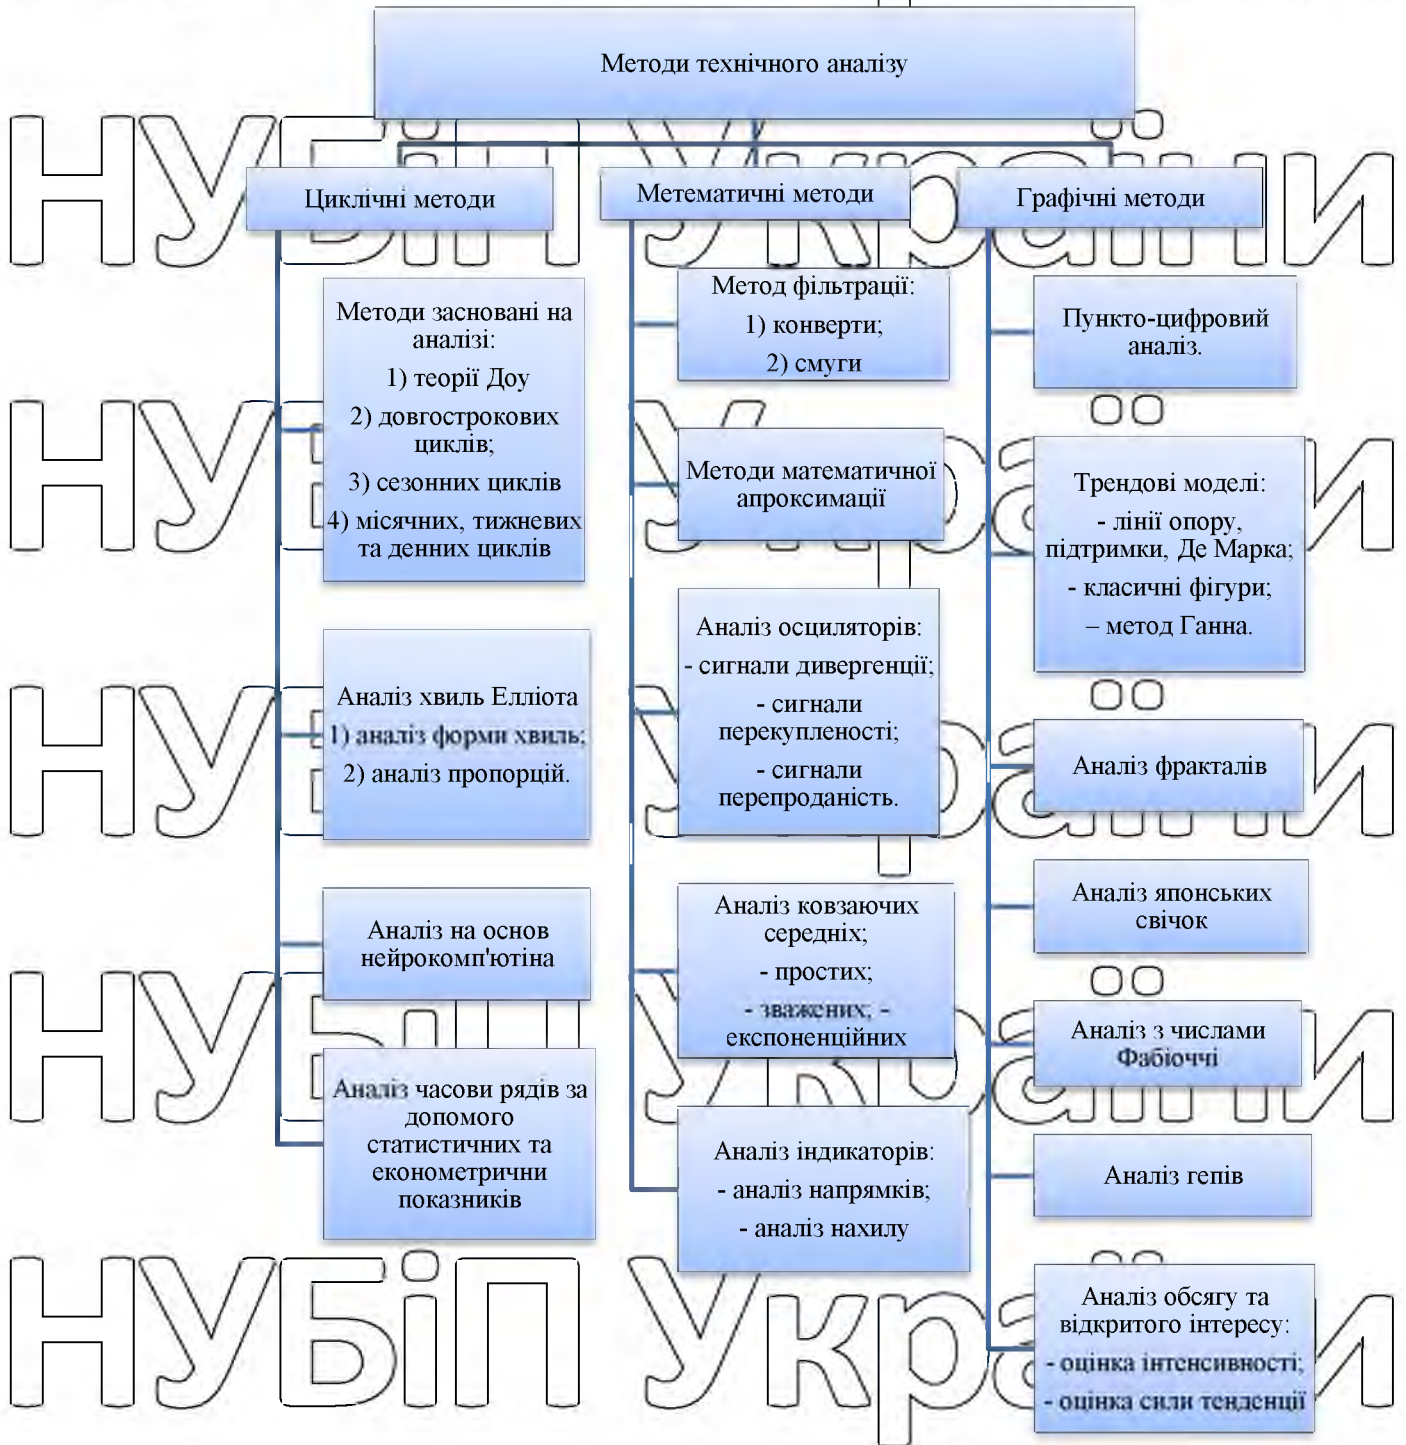 Методи технічного аналізу
НУБіП України
Циклічні методи
Метематичні методи
Графічні методи
Методи засновані на
аналізі:
1) теорії Доу
2) довгострокових
циклів;
3) сезонних циклів
4) місячних, тижневих
та денних циклів
Аналіз хвиль Елліота
1) аналіз форми хвиль;
2) аналіз пропорцій.
Аналіз на основ
нейрокомп'ютіна
Аналіз часови рядів за
допомого
статистичних та
економетрични
показників
Метод фільтрації:
1) конверти;
2) смуги
Методи математичної
апроксимації
Аналіз осциляторів:
- сигнали дивергенції;
- сигнали
перекупленості;
- сигнали
перепроданість.
Аналіз ковзаючих
середніх;
- простих;
- зважених; -
експоненційних
Аналіз індикаторів:
- аналіз напрямків;
- аналіз нахилу
Пункто-цифровий
аналіз.
Трендові моделі:
- лінії опору,
підтримки, Де Марка;
- класичні фігури;
– метод Ганна.
Аналіз фракталів
Аналіз японських
свічок
Аналіз з числами
Фабіоччі
Аналіз гепів
Аналіз обсягу та
відкритого інтересу:
- оцінка інтенсивності;
- оцінка сили тенденції
НУБіП України
НУБіП України
НУБіП України
НУБіП України